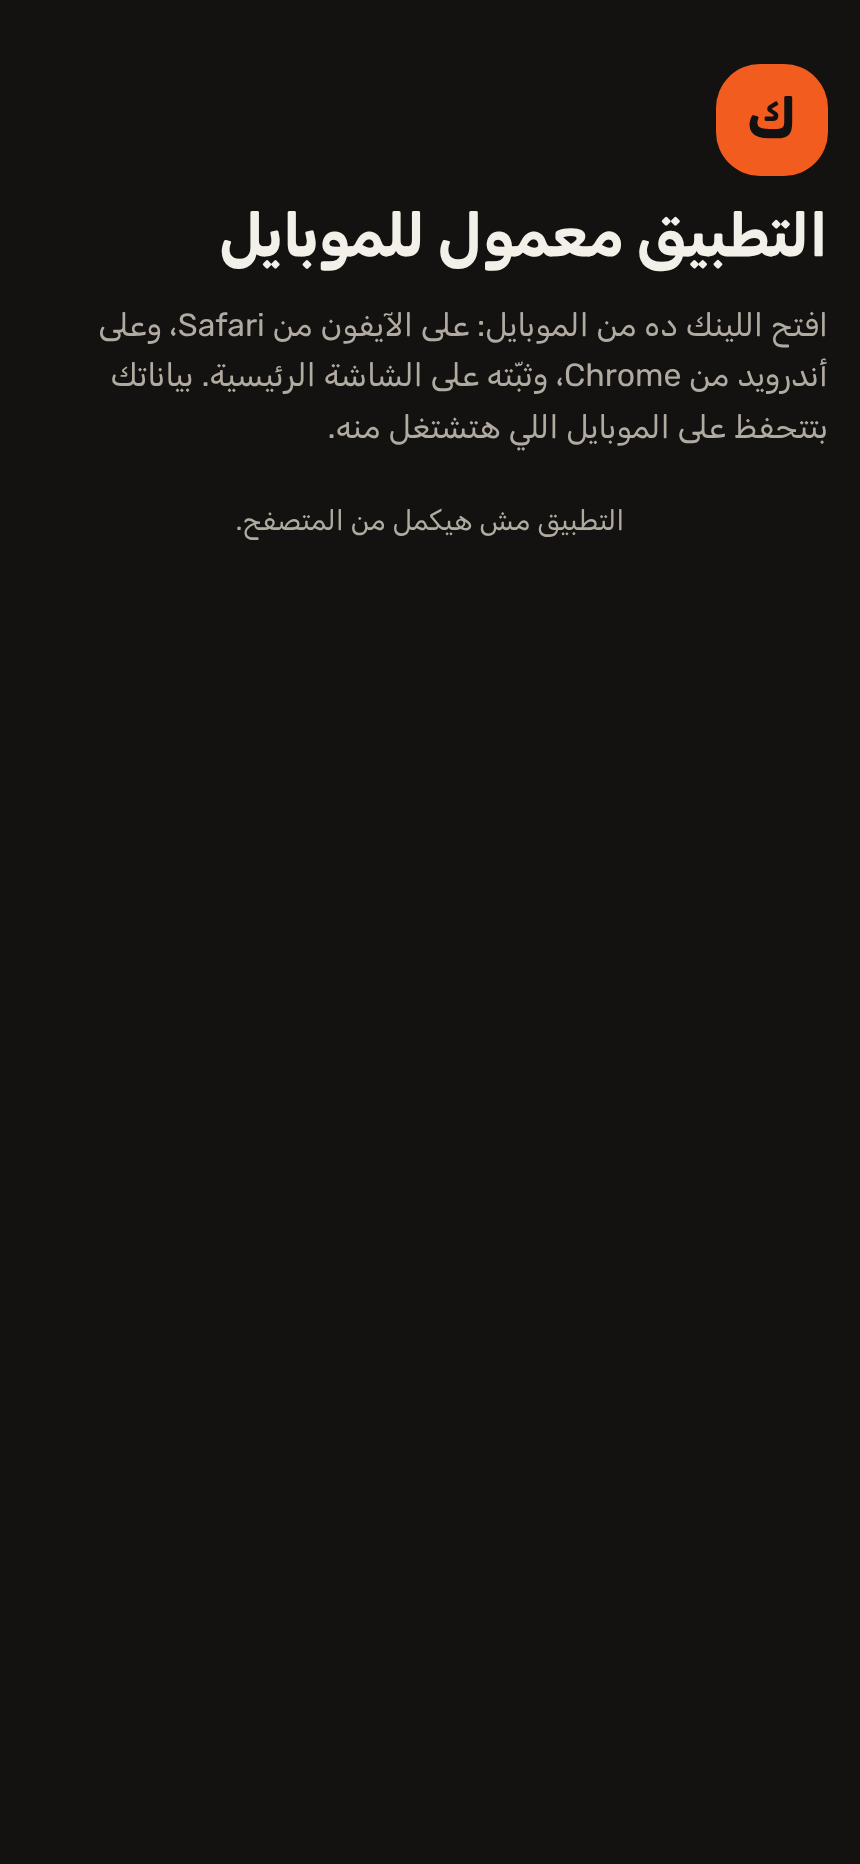 ك
التطبيق معمول للموبايل
افتح اللينك ده من الموبايل: على الآيفون من Safari، وعلى
أندرويد من Chrome، وثبّته على الشاشة الرئيسية. بياناتك
بتتحفظ على الموبايل اللي هتشتغل منه.
التطبيق مش هيكمل من المتصفح.